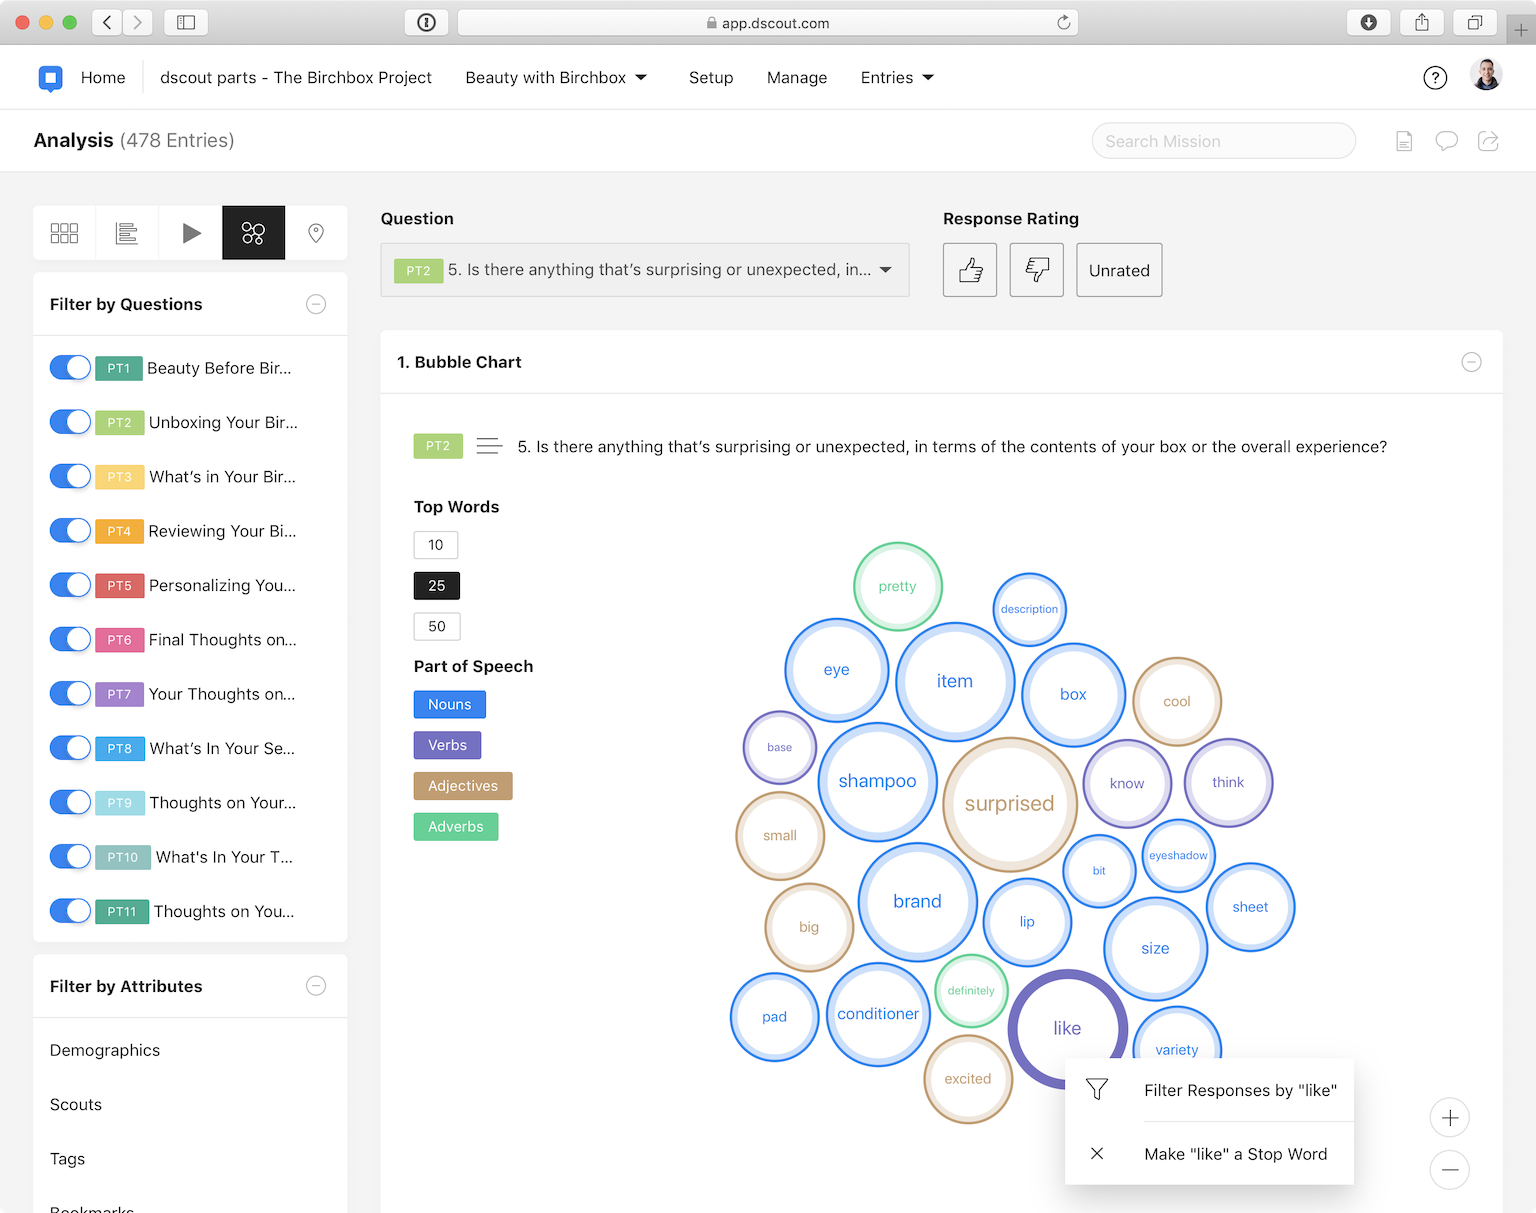 app.dscout.com
Home
dscout parts - The Birchbox Project
Beauty with Birchbox
Setup
Manage
Entries
?
Analysis (478 Entries)
Search Mission
Filter by Questions
PT1 Beauty Before Bir...
PT2 Unboxing Your Bir...
PT3 What’s in Your Bir...
PT4 Reviewing Your Bi...
PT5 Personalizing You...
PT6 Final Thoughts on...
PT7 Your Thoughts on...
PT8 What’s In Your Se...
PT9 Thoughts on Your...
PT10 What's In Your T...
PT11 Thoughts on You...
Filter by Attributes
Demographics
Scouts
Tags
Bookmarks
Question
PT2 5. Is there anything that’s surprising or unexpected, in...
Response Rating
Unrated
1. Bubble Chart
PT2 5. Is there anything that’s surprising or unexpected, in terms of the contents of your box or the overall experience?
Top Words
10
25
50
Part of Speech
Nouns
Verbs
Adjectives
Adverbs
pretty
description
eye
item
box
cool
base
shampoo
surprised
know
think
small
bit
eyeshadow
big
brand
lip
sheet
size
definitely
pad
conditioner
like
variety
excited
Filter Responses by "like"
Make "like" a Stop Word